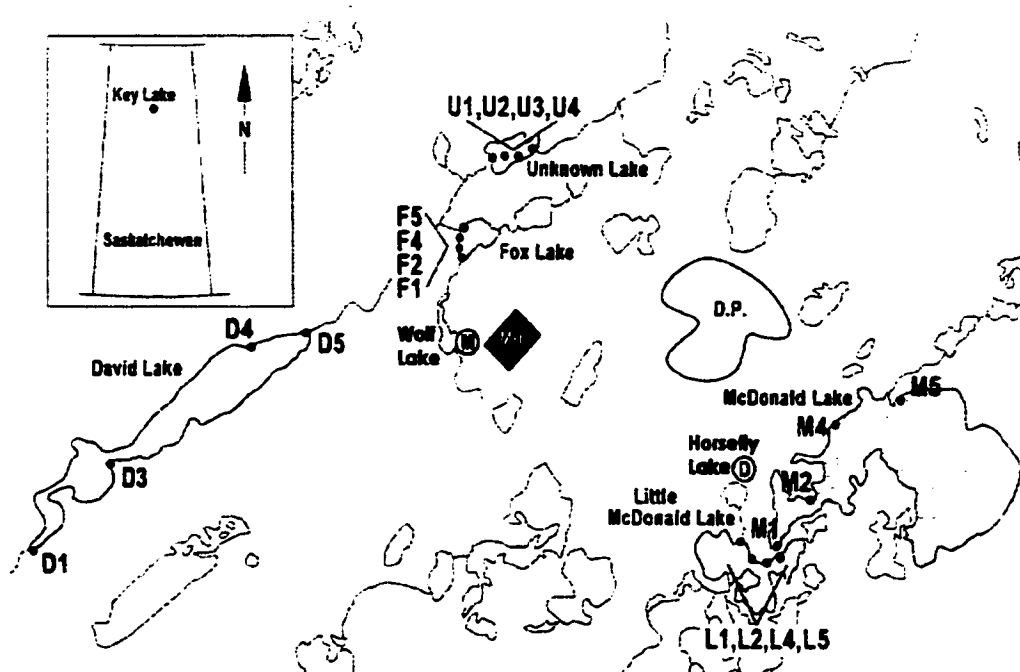 Key Lake
N
Saskatchewan
U1,U2,U3,U4
Unknown Lake
F5
F4
F2
F1
Fox Lake
D.P.
D4
D5
David Lake
Wolf
Lake
M
McDonald Lake
M5
M4
Horsefly
Lake
D
D3
M2
Little
McDonald Lake
M1
D1
L1,L2,L4,L5